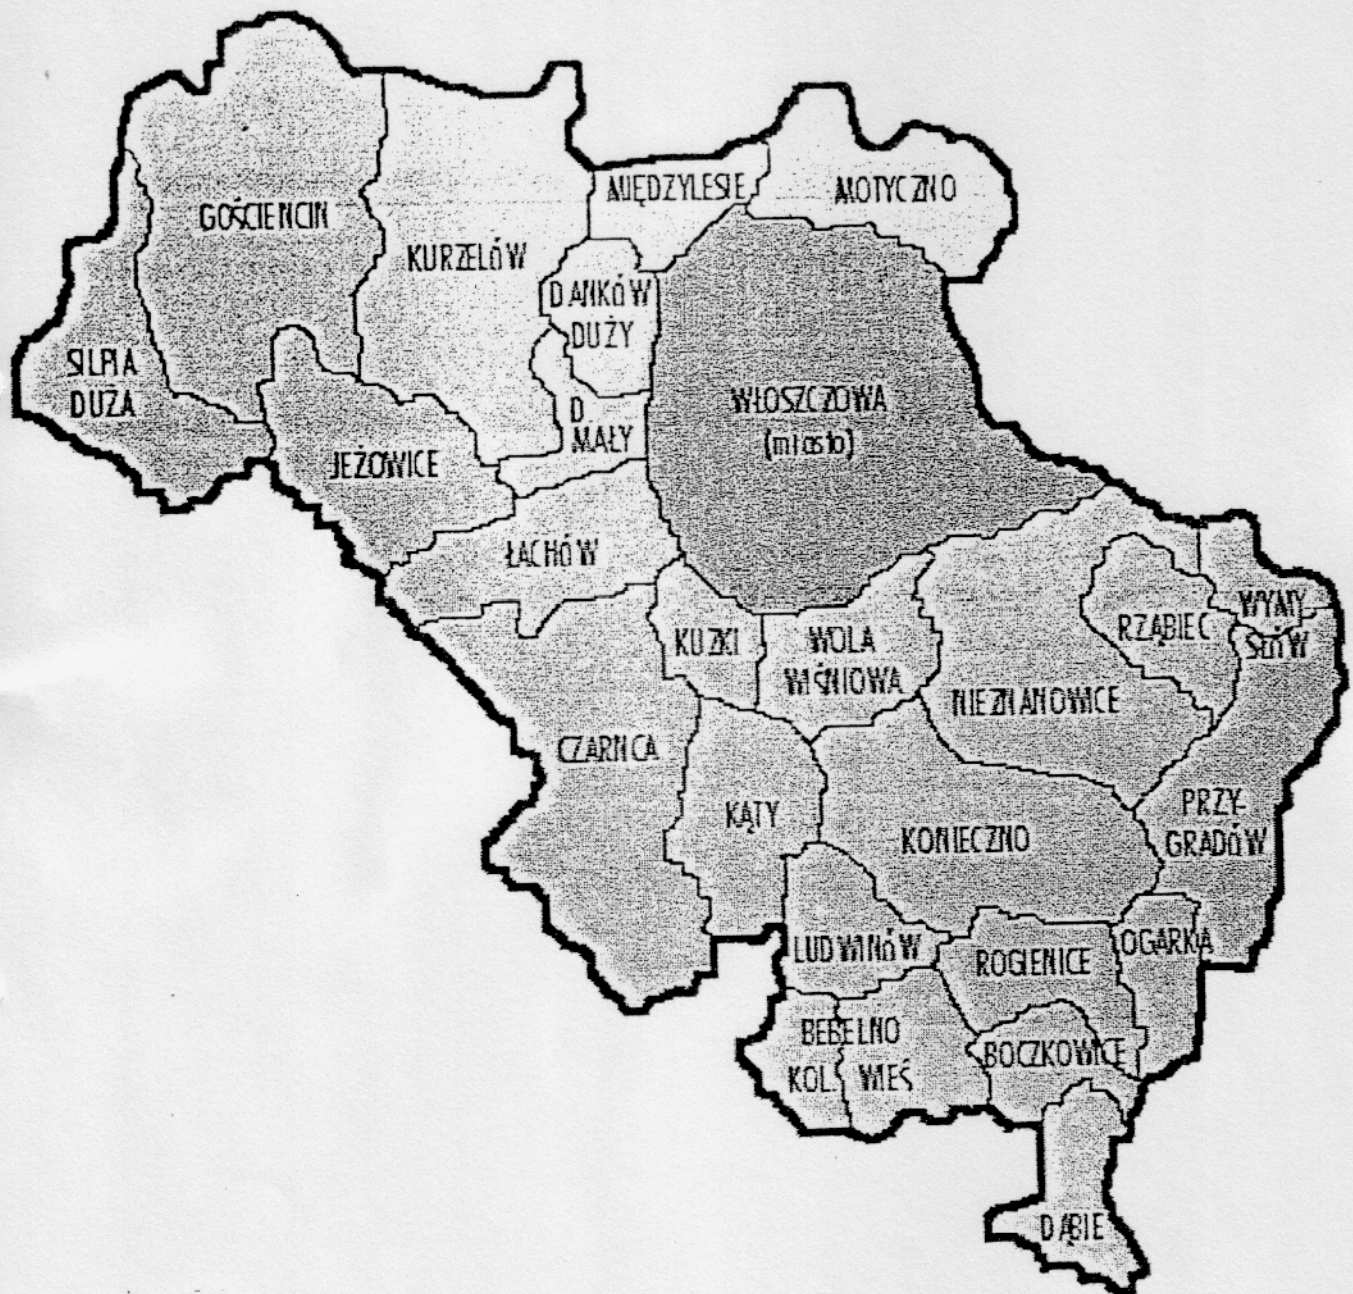 MIĘDZYLESIE
MOTYCZNO
GOŚCIENCIN
KURZELÓW
DANKÓW
DUŻY
SILPIA
DUŻA
D.
MAŁY
WŁOSZCZOWA
(miasto)
JEŻOWICE
ŁACHÓW
KUZKI
WOLA
WIŚNIOWA
RZĄBIEC
WYMY
SŁÓW
NIEZNANOWICE
CZARNCA
KĄTY
KONIECZNO
PRZY-
GRADÓW
LUDWINÓW
ROGIENICE
OGARKA
BEBELNO
KOL. WIEŚ
BOCZKOWICE
DĄBIE